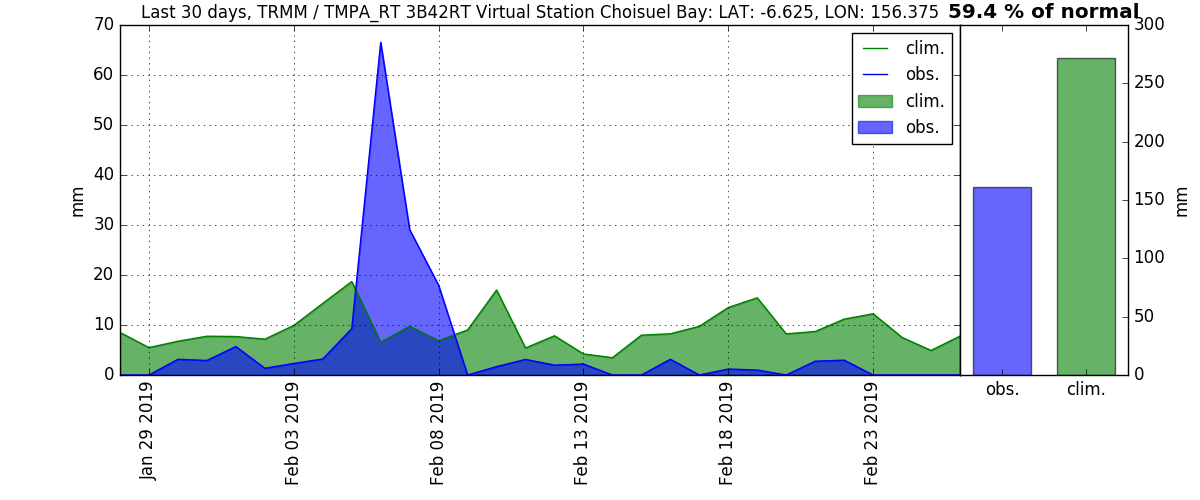 Last 30 days, TRMM / TMPA_RT 3B42RT Virtual Station Choisuel Bay: LAT: -6.625, LON: 156.375
59.4 % of normal
70
60
50
40
30
20
10
0
mm
clim.
obs.
clim.
obs.
Jan 29 2019
Feb 03 2019
Feb 08 2019
Feb 13 2019
Feb 18 2019
Feb 23 2019
300
250
200
150
100
50
0
mm
obs.
clim.